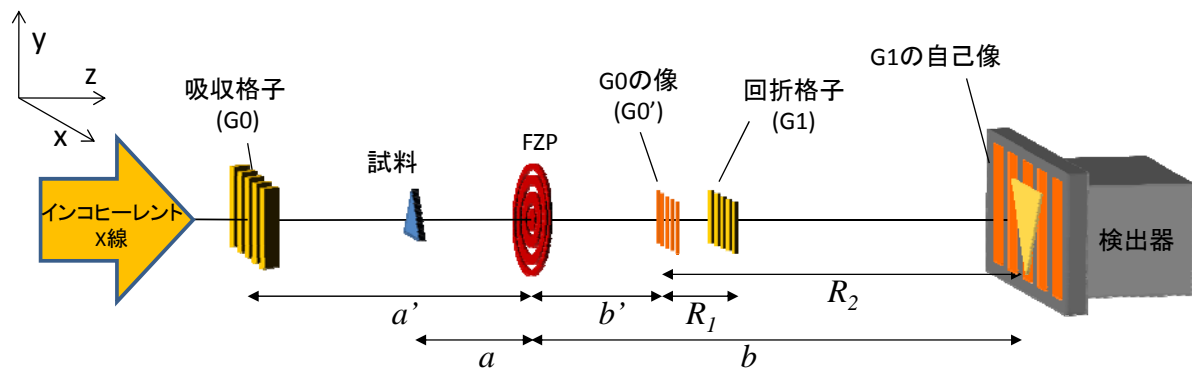 y
z
x
吸収格子
(G0)
試料
FZP
G0の像
(G0')
回折格子
(G1)
G1の自己像
インコヒーレント
X線
検出器
a'
b'
R1
R2
a
b